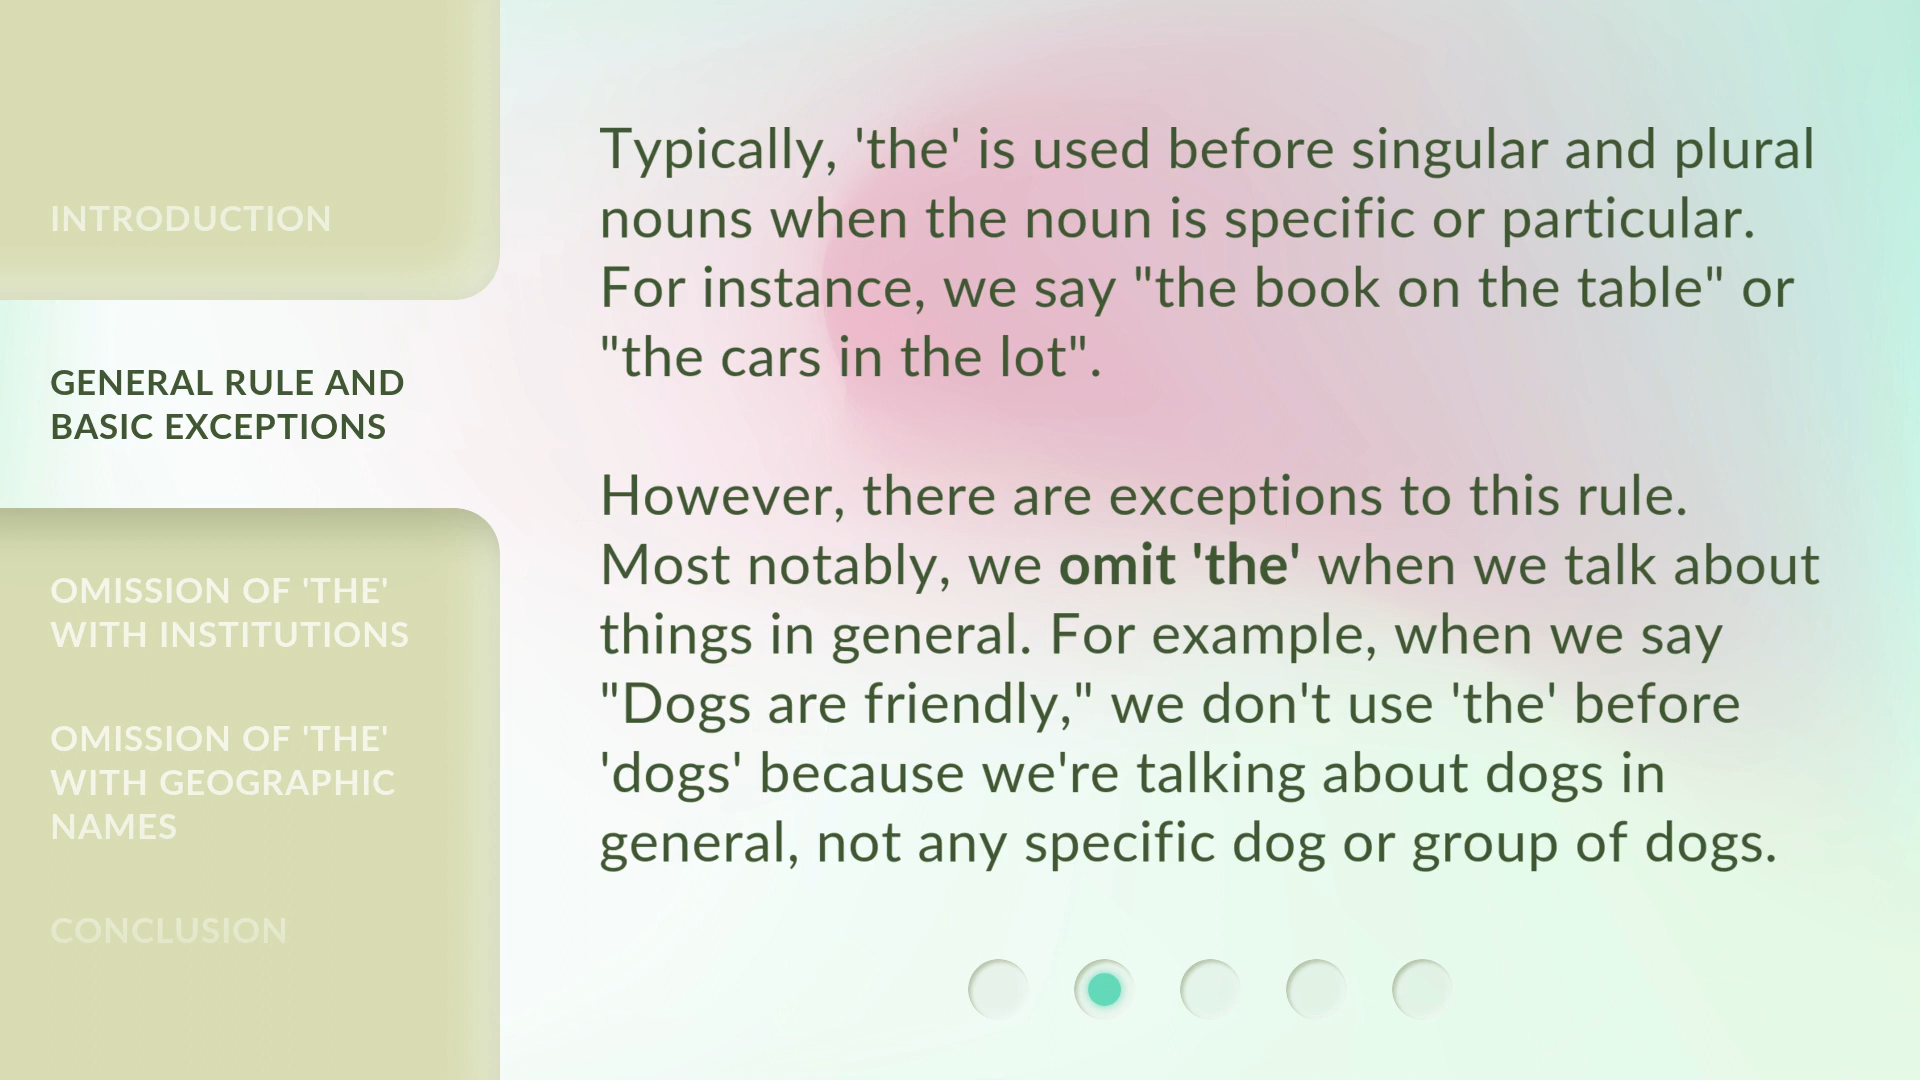 INTRODUCTION
GENERAL RULE AND
BASIC EXCEPTIONS
OMISSION OF 'THE'
WITH INSTITUTIONS
OMISSION OF 'THE'
WITH GEOGRAPHIC
NAMES
CONCLUSION
Typically, 'the' is used before singular and plural
nouns when the noun is specific or particular.
For instance, we say "the book on the table" or
"the cars in the lot".
However, there are exceptions to this rule.
Most notably, we omit 'the' when we talk about
things in general. For example, when we say
"Dogs are friendly," we don't use 'the' before
'dogs' because we're talking about dogs in
general, not any specific dog or group of dogs.